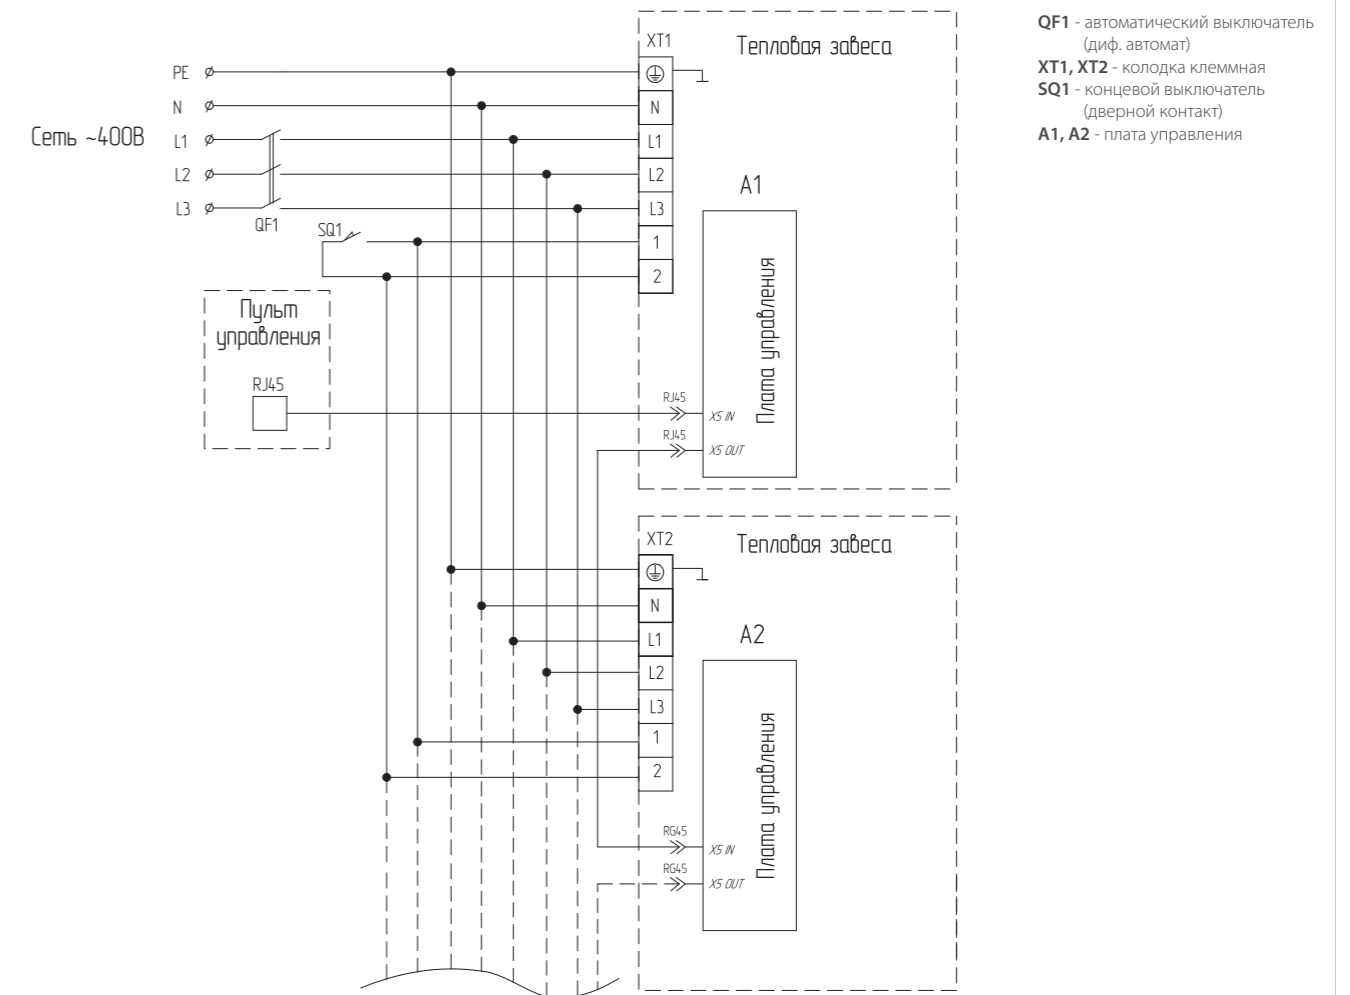 XT1
Тепловая завеса
PE
N
N
Сеть ~400В
L1
L1
L2
L2
L3
L3
QF1
SQ1
1
2
A1
Плата управления
Пульт
управления
RJ45
RJ45
X5 IN
RJ45
X5 OUT
XT2
Тепловая завеса
N
L1
L2
L3
1
2
A2
Плата управления
RG45
X5 IN
RG45
X5 OUT
QF1 - автоматический выключатель
(диф. автомат)
XT1, XT2 - колодка клеммная
SQ1 - концевой выключатель
(дверной контакт)
A1, A2 - плата управления